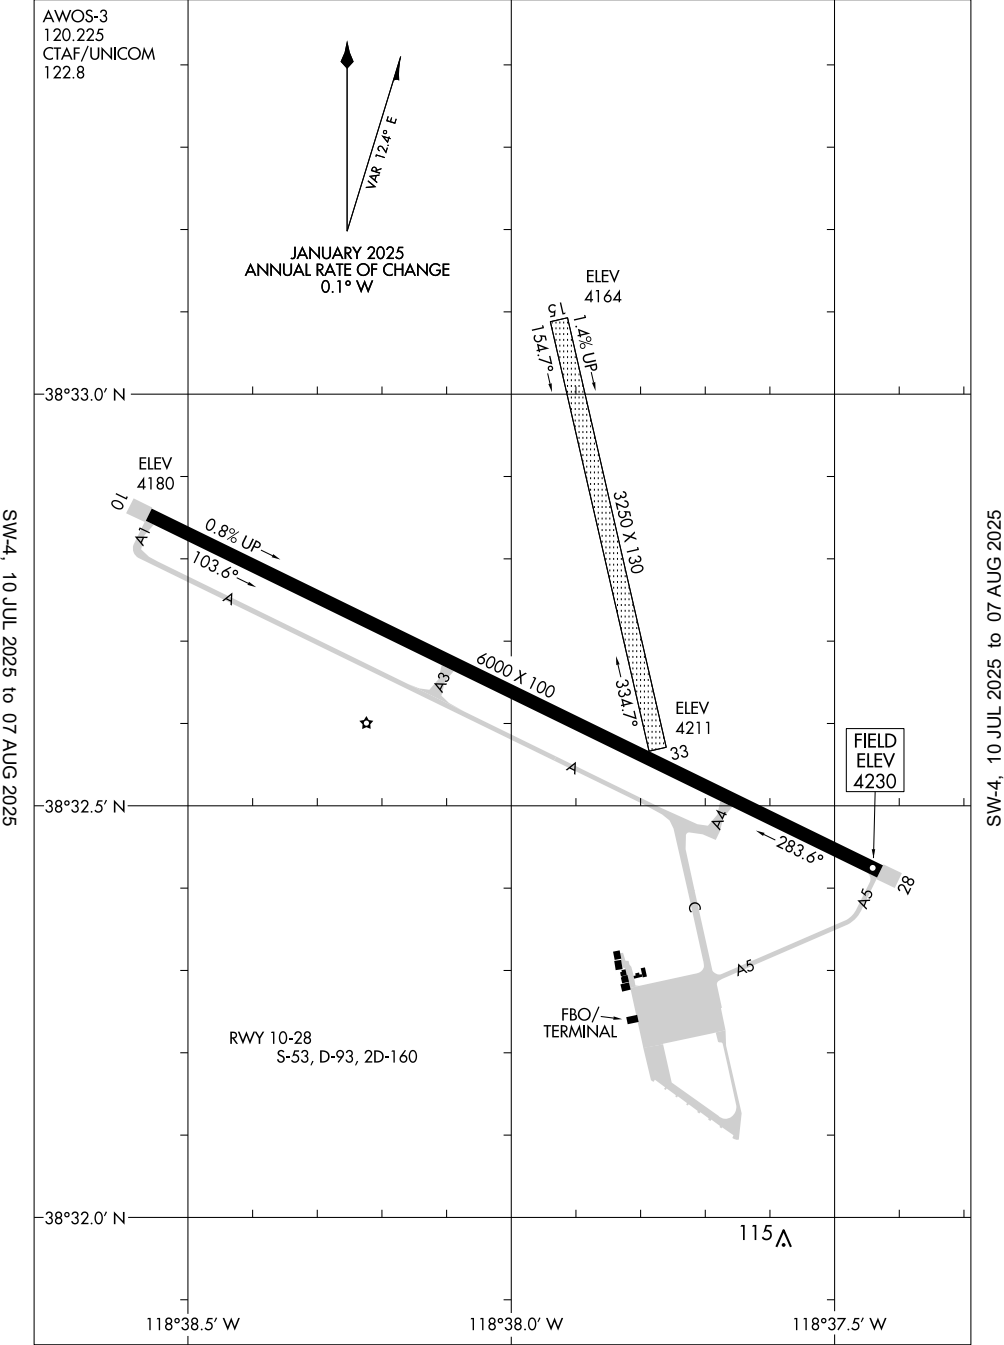 AWOS-3
120.225
CTAF/UNICOM
122.8
VAR 12.4° E
JANUARY 2025
ANNUAL RATE OF CHANGE
0.1° W
ELEV
4164
15
1.4% UP
154.7°
38°33.0' N
ELEV
4180
10
A1
0.8% UP
103.6°
A
3250 X 130
A3
6000 X 100
334.7°
ELEV
4211
33
A
FIELD
ELEV
4230
38°32.5' N
A4
283.6°
28
A5
C
A5
FBO/
TERMINAL
RWY 10-28
S-53, D-93, 2D-160
38°32.0' N
115
118°38.5' W
118°38.0' W
118°37.5' W
SW-4, 10 JUL 2025 to 07 AUG 2025
SW-4, 10 JUL 2025 to 07 AUG 2025